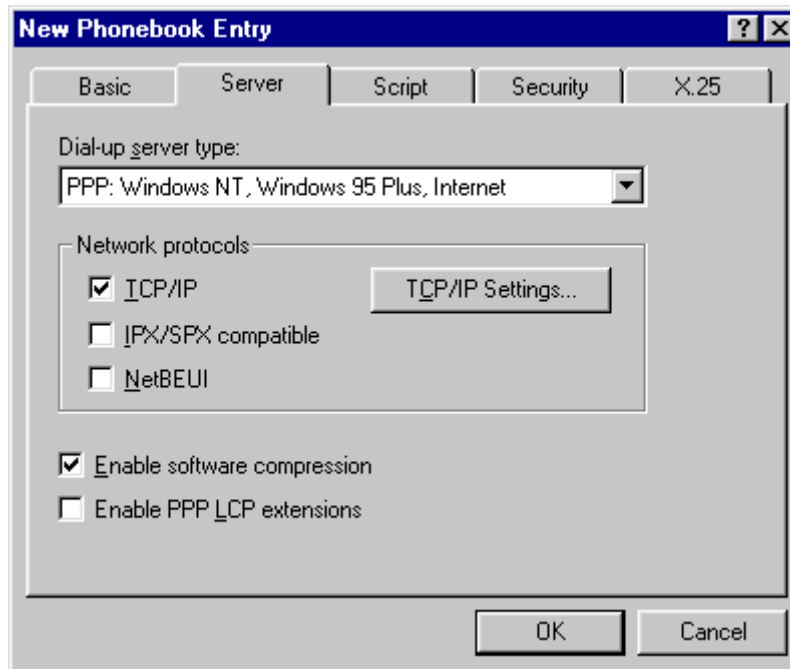 New Phonebook Entry
Basic Server Script Security X.25
Dial-up server type:
PPP: Windows NT, Windows 95 Plus, Internet
Network protocols
TCP/IP TCP/IP Settings...
IPX/SPX compatible
NetBEUI
Enable software compression
Enable PPP LCP extensions
OK Cancel